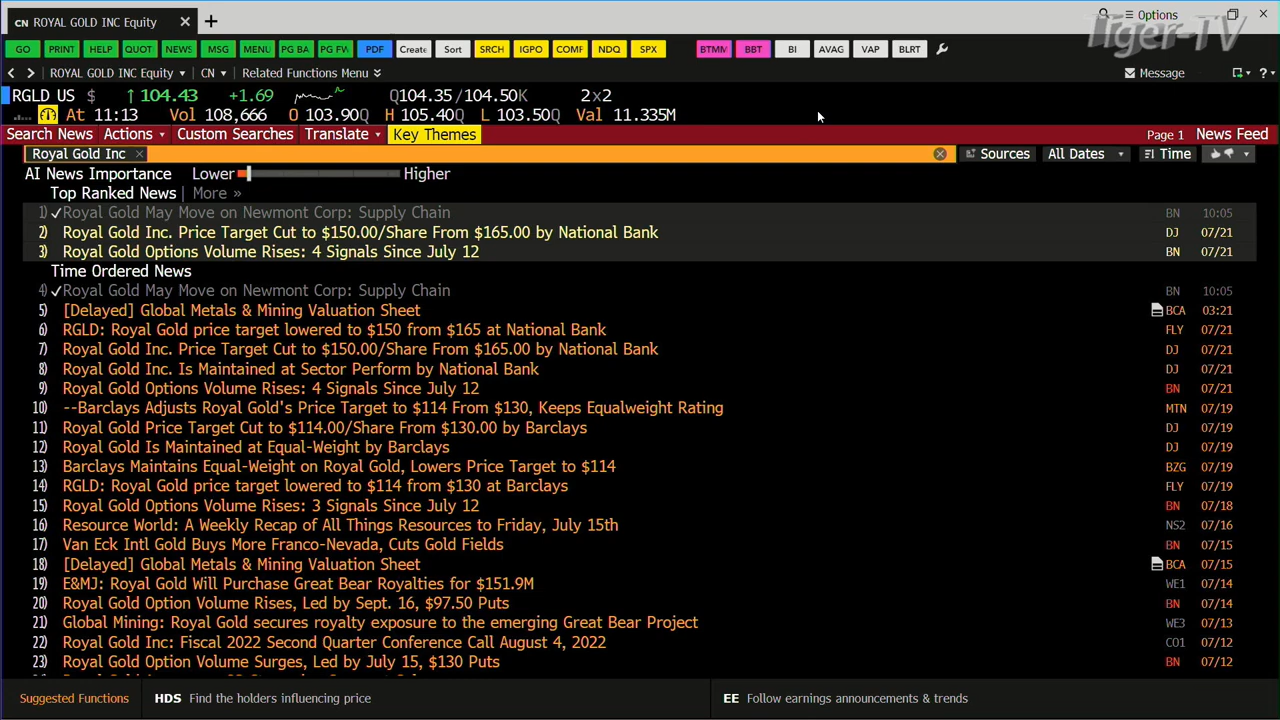 CN ROYAL GOLD INC Equity × +
Options
Tiger-TV
GO PRINT HELP QUOT NEWS MSG MENU PG BA PG FW PDF Create Sort SRCH IGPO COMF NDQ SPX BTMM BBT BI AVAG VAP BLRT
< > ROYAL GOLD INC Equity CN Related Functions Menu Message ?
RGLD US $ ↑104.43 +1.69 Q104.35/104.50K 2x2
At 11:13 Vol 108,666 O 103.90Q H 105.40Q L 103.50Q Val 11.335M
Search News Actions Custom Searches Translate Key Themes Page 1 News Feed
Royal Gold Inc × Sources All Dates Time
AI News Importance Lower Higher
Top Ranked News | More »
1) ✓Royal Gold May Move on Newmont Corp: Supply Chain BN 10:05
2) Royal Gold Inc. Price Target Cut to $150.00/Share From $165.00 by National Bank DJ 07/21
3) Royal Gold Options Volume Rises: 4 Signals Since July 12 BN 07/21
Time Ordered News
4) ✓Royal Gold May Move on Newmont Corp: Supply Chain BN 10:05
5) [Delayed] Global Metals & Mining Valuation Sheet BCA 03:21
6) RGLD: Royal Gold price target lowered to $150 from $165 at National Bank FLY 07/21
7) Royal Gold Inc. Price Target Cut to $150.00/Share From $165.00 by National Bank DJ 07/21
8) Royal Gold Inc. Is Maintained at Sector Perform by National Bank DJ 07/21
9) Royal Gold Options Volume Rises: 4 Signals Since July 12 BN 07/21
10) --Barclays Adjusts Royal Gold's Price Target to $114 From $130, Keeps Equalweight Rating MTN 07/19
11) Royal Gold Price Target Cut to $114.00/Share From $130.00 by Barclays DJ 07/19
12) Royal Gold Is Maintained at Equal-Weight by Barclays DJ 07/19
13) Barclays Maintains Equal-Weight on Royal Gold, Lowers Price Target to $114 BZG 07/19
14) RGLD: Royal Gold price target lowered to $114 from $130 at Barclays FLY 07/19
15) Royal Gold Options Volume Rises: 3 Signals Since July 12 BN 07/18
16) Resource World: A Weekly Recap of All Things Resources to Friday, July 15th NS2 07/16
17) Van Eck Intl Gold Buys More Franco-Nevada, Cuts Gold Fields BN 07/15
18) [Delayed] Global Metals & Mining Valuation Sheet BCA 07/15
19) E&MJ: Royal Gold Will Purchase Great Bear Royalties for $151.9M WE1 07/14
20) Royal Gold Option Volume Rises, Led by Sept. 16, $97.50 Puts BN 07/14
21) Global Mining: Royal Gold secures royalty exposure to the emerging Great Bear Project WE3 07/13
22) Royal Gold Inc: Fiscal 2022 Second Quarter Conference Call August 4, 2022 CO1 07/12
23) Royal Gold Option Volume Surges, Led by July 15, $130 Puts BN 07/12
Suggested Functions HDS Find the holders influencing price EE Follow earnings announcements & trends